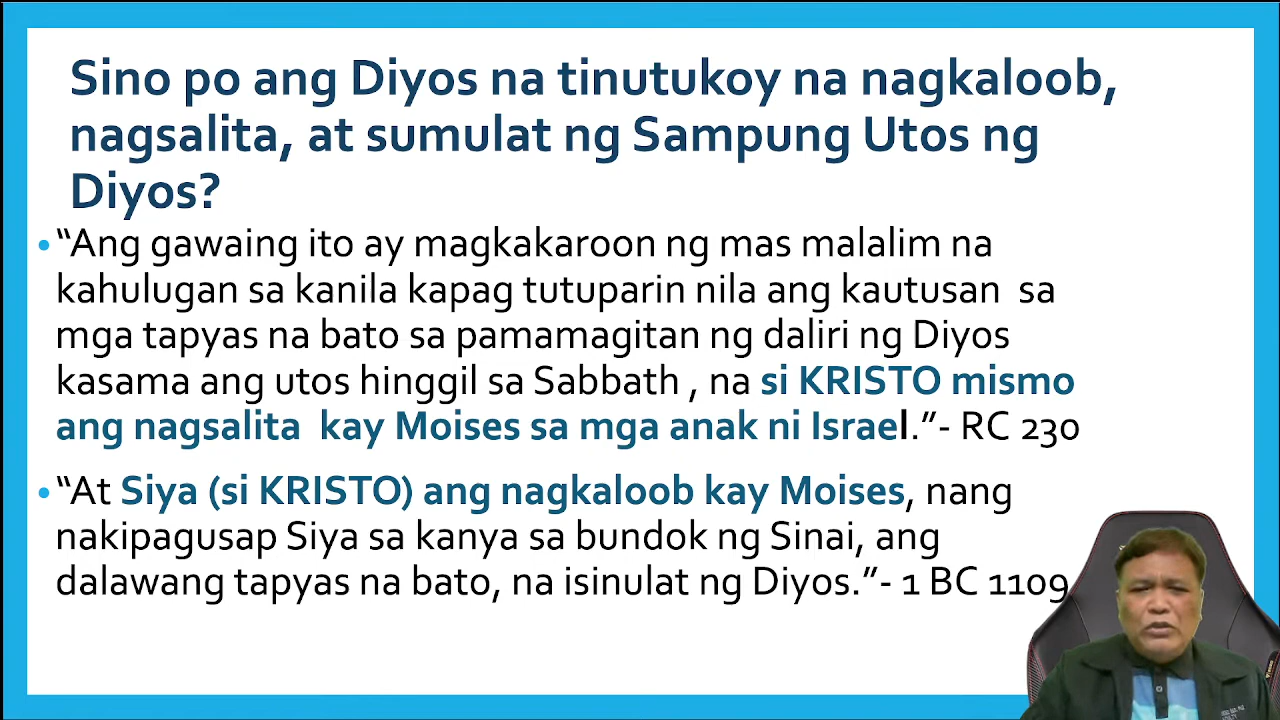 Sino po ang Diyos na tinutukoy na nagkaloob,
nagsalita, at sumulat ng Sampung Utos ng
Diyos?
• “Ang gawaing ito ay magkakaroon ng mas malalim na
kahulugan sa kanila kapag tutuparin nila ang kautusan sa
mga tapyas na bato sa pamamagitan ng daliri ng Diyos
kasama ang utos hinggil sa Sabbath , na si KRISTO mismo
ang nagsalita kay Moises sa mga anak ni Israel.”- RC 230
• “At Siya (si KRISTO) ang nagkaloob kay Moises, nang
nakipagusap Siya sa kanya sa bundok ng Sinai, ang
dalawang tapyas na bato, na isinulat ng Diyos.”- 1 BC 1109